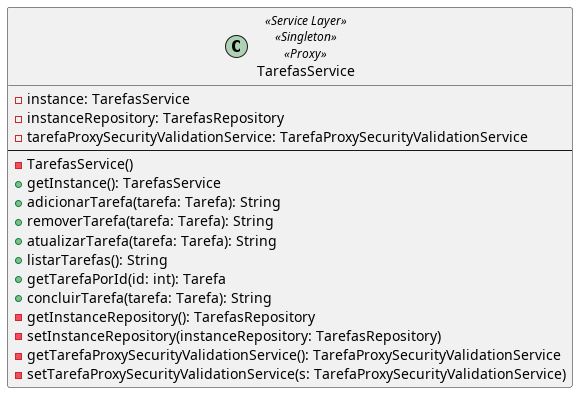 «Service Layer»
«Singleton»
«Proxy»
C
TarefasService
instance: TarefasService
instanceRepository: TarefasRepository
tarefaProxySecurityValidationService: TarefaProxySecurityValidationService
TarefasService()
getInstance(): TarefasService
adicionarTarefa(tarefa: Tarefa): String
removerTarefa(tarefa: Tarefa): String
atualizarTarefa(tarefa: Tarefa): String
listarTarefas(): String
getTarefaPorId(id: int): Tarefa
concluirTarefa(tarefa: Tarefa): String
getInstanceRepository(): TarefasRepository
setInstanceRepository(instanceRepository: TarefasRepository)
getTarefaProxySecurityValidationService(): TarefaProxySecurityValidationService
setTarefaProxySecurityValidationService(s: TarefaProxySecurityValidationService)